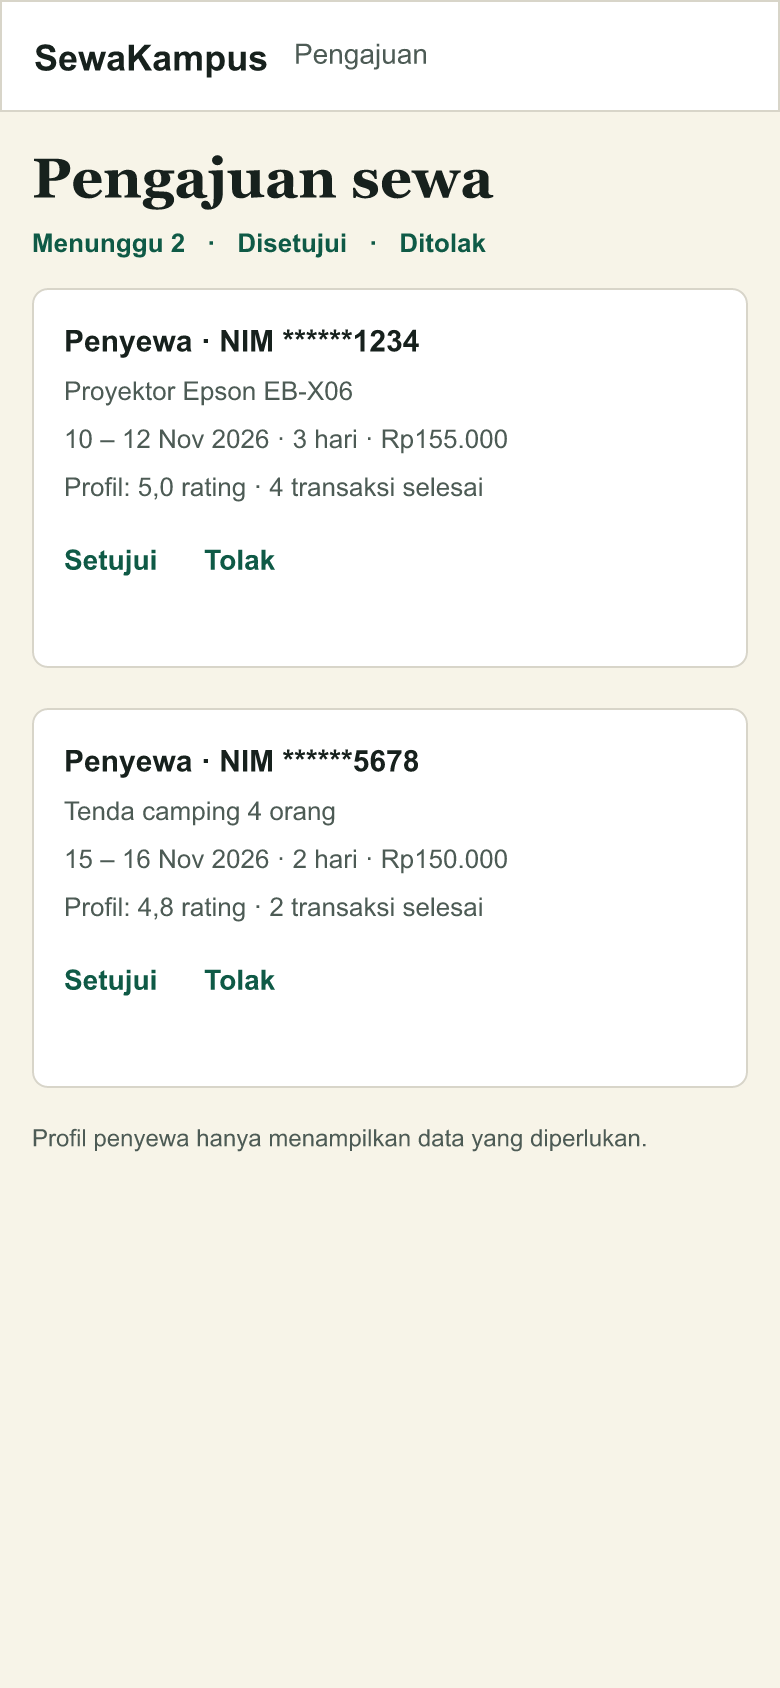 SewaKampus Pengajuan
Pengajuan sewa
Menunggu 2 · Disetujui · Ditolak
Penyewa · NIM ******1234
Proyektor Epson EB-X06
10 – 12 Nov 2026 · 3 hari · Rp155.000
Profil: 5,0 rating · 4 transaksi selesai
Setujui Tolak
Penyewa · NIM ******5678
Tenda camping 4 orang
15 – 16 Nov 2026 · 2 hari · Rp150.000
Profil: 4,8 rating · 2 transaksi selesai
Setujui Tolak
Profil penyewa hanya menampilkan data yang diperlukan.